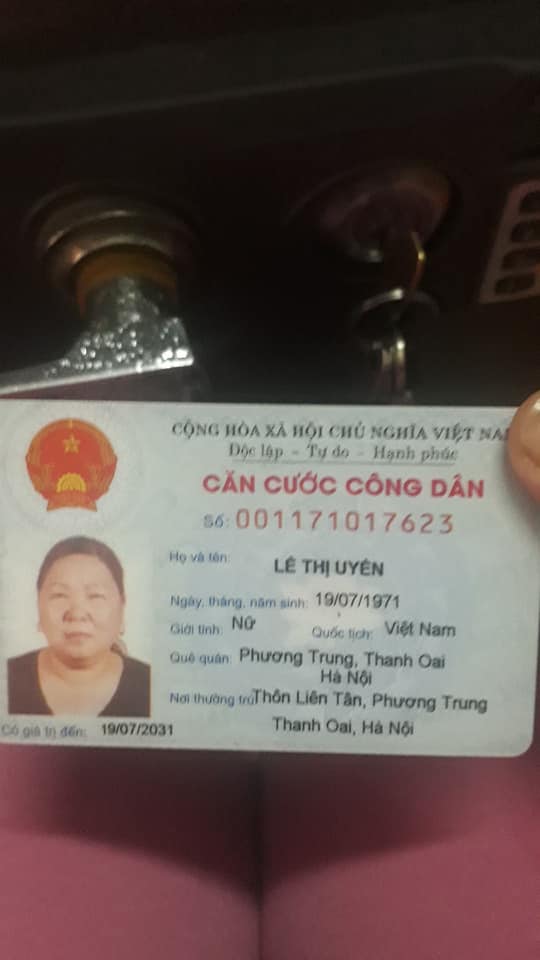 CỘNG HÒA XÃ HỘI CHỦ NGHĨA VIỆT NA
Độc lập - Tự do - Hạnh phúc
CĂN CƯỚC CÔNG DÂN
Số: 001171017623
Họ và tên: LÊ THỊ UYÊN
Ngày, tháng, năm sinh: 19/07/1971
Giới tính: Nữ Quốc tịch: Việt Nam
Quê quán: Phương Trung, Thanh Oai
Hà Nội
Nơi thường trú: Thôn Liên Tân, Phương Trung
Thanh Oai, Hà Nội
Có giá trị đến: 19/07/2031